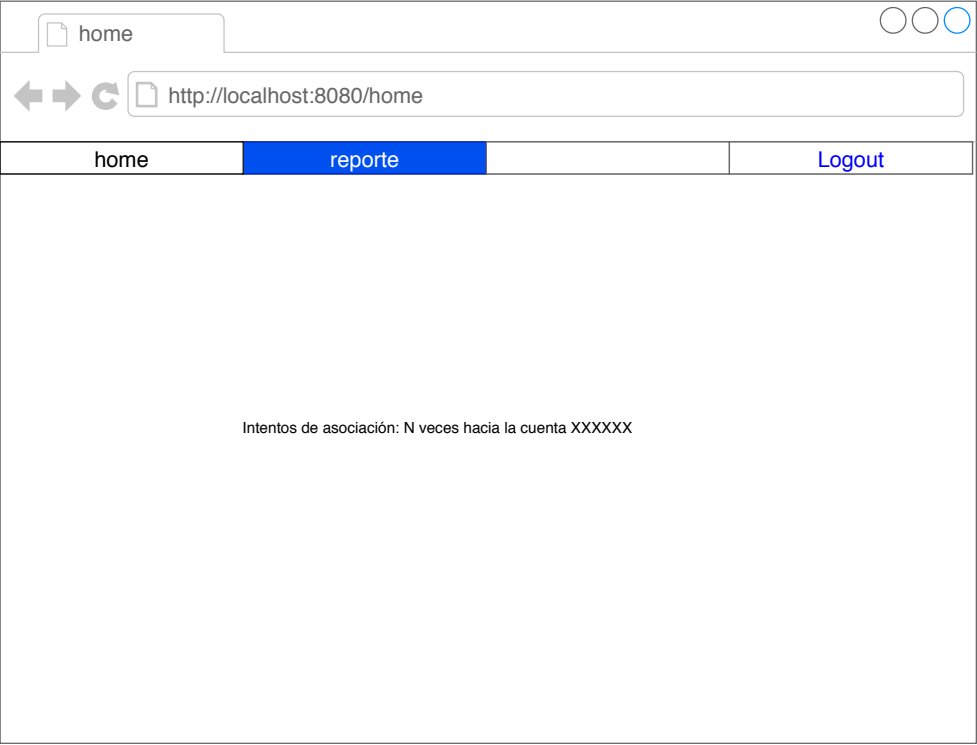 home
http://localhost:8080/home
home reporte Logout
Intentos de asociación: N veces hacia la cuenta XXXXXX